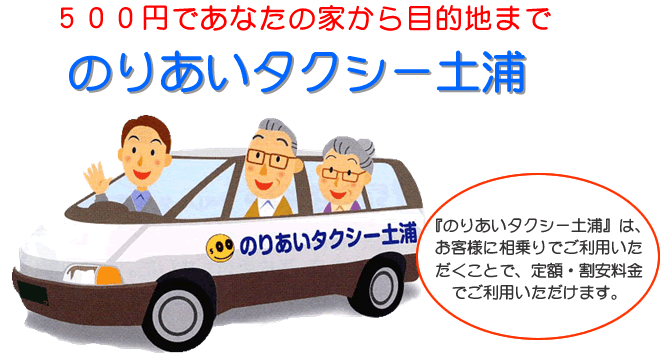 ５００円であなたの家から目的地まで
のりあいタクシー土浦
のりあいタクシー土浦
『のりあいタクシー土浦』は、
お客様に相乗りでご利用いた
だくことで、定額・割安料金
でご利用いただけます。